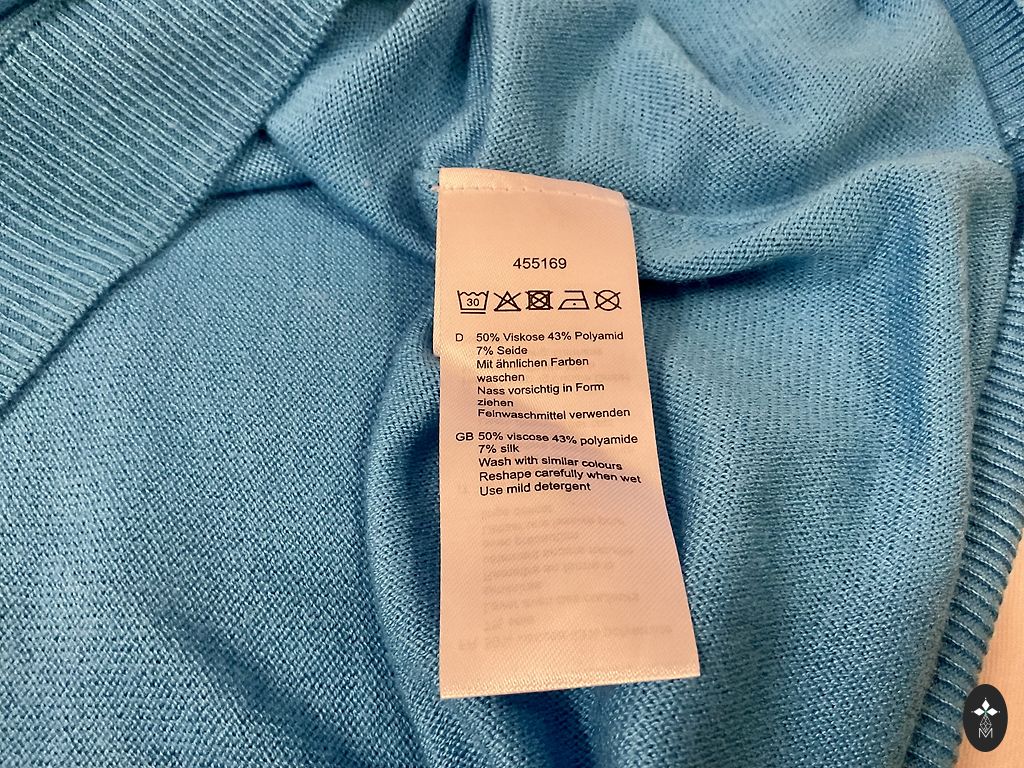 455169
30
D 50% Viskose 43% Polyamid
7% Seide
Mit ähnlichen Farben
waschen
Nass vorsichtig in Form
ziehen
Feinwaschmittel verwenden
GB 50% viscose 43% polyamide
7% silk
Wash with similar colours
Reshape carefully when wet
Use mild detergent
M